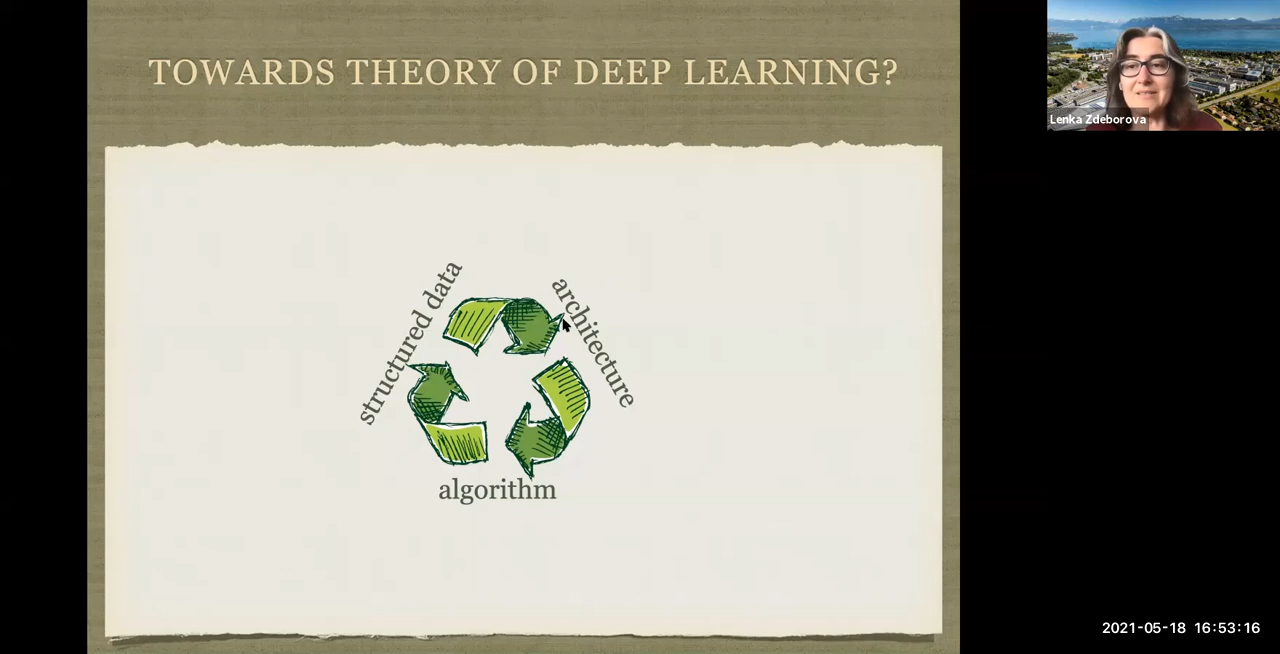 TOWARDS THEORY OF DEEP LEARNING?
Lenka Zdeborova
structured data
architecture
algorithm
2021-05-18 16:53:16